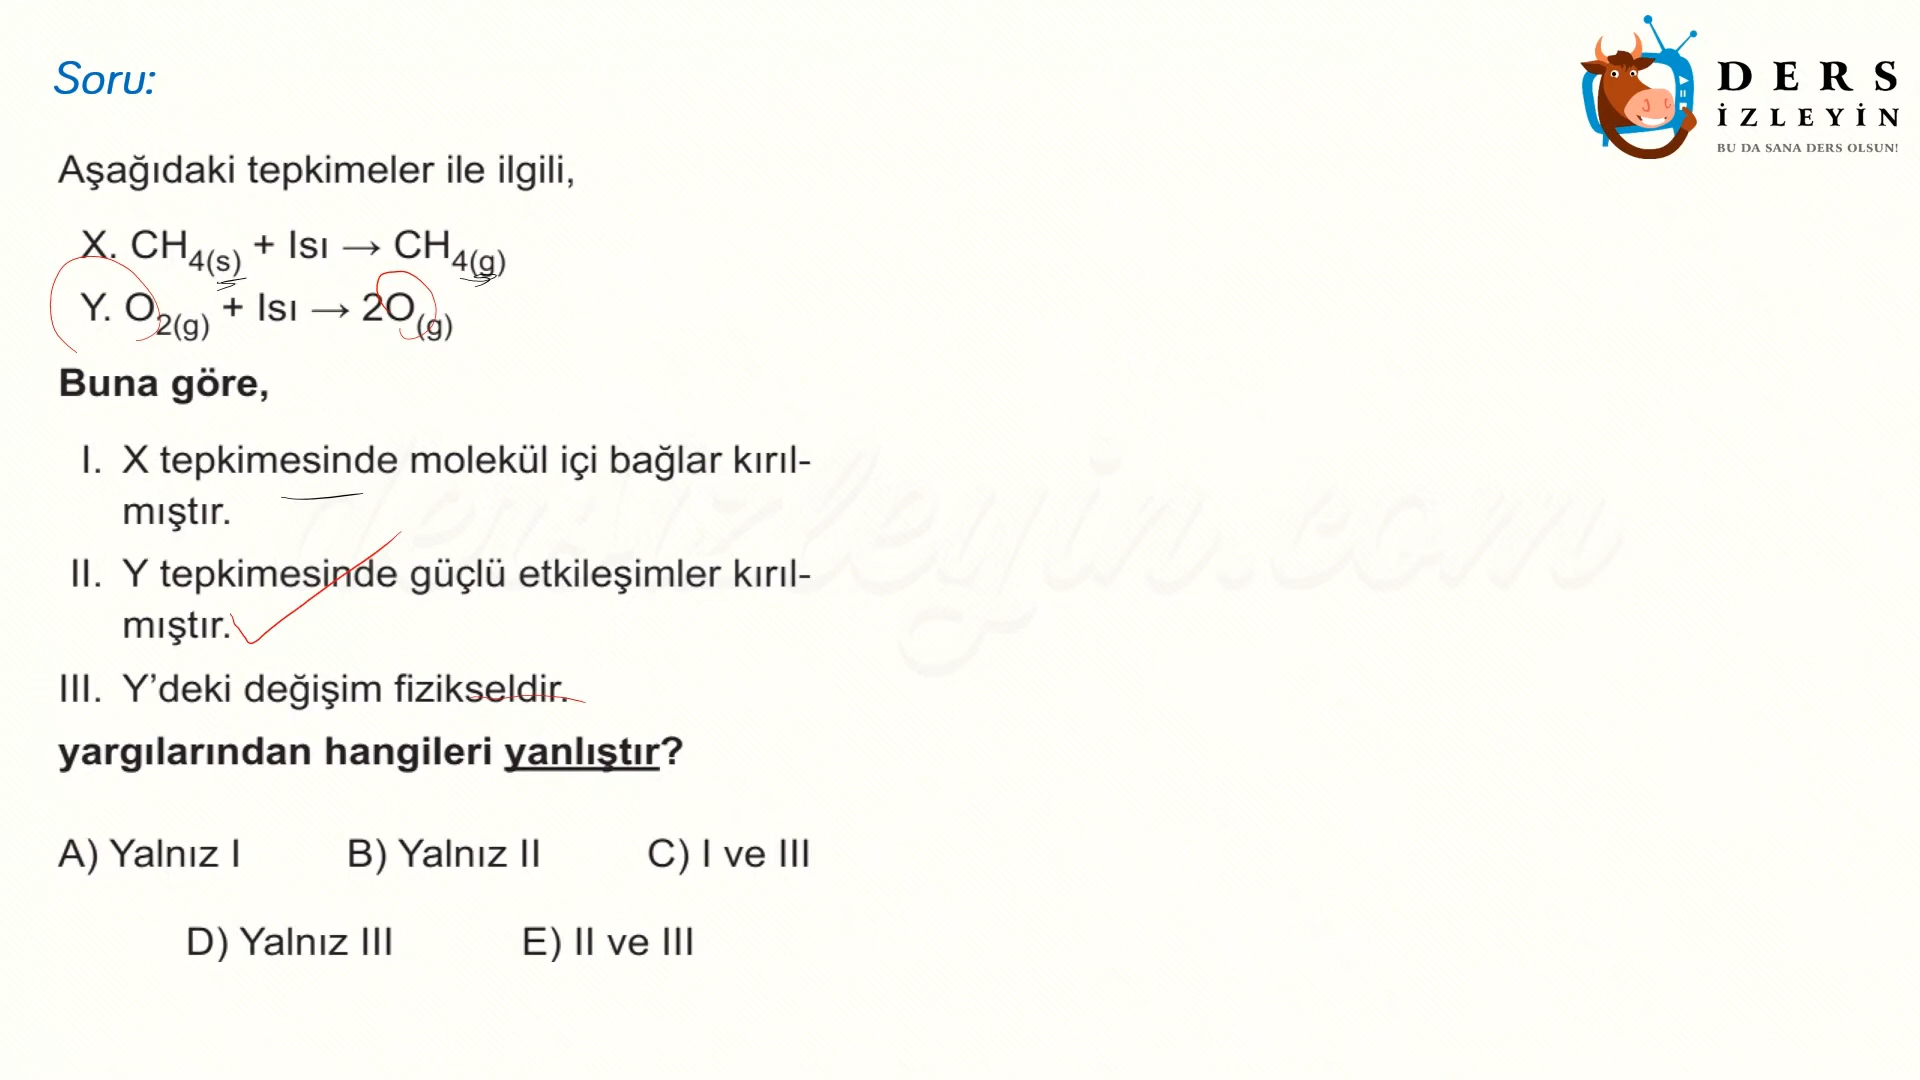 Soru:
DERS
İZLEYİN
BU DA SANA DERS OLSUN!
Aşağıdaki tepkimeler ile ilgili,
X. CH4(s) + Isı → CH4(g)
Y. O2(g) + Isı → 2O(g)
Buna göre,
I. X tepkimesinde molekül içi bağlar kırıl-
mıştır.
II. Y tepkimesinde güçlü etkileşimler kırıl-
mıştır.
III. Y’deki değişim fizikseldir.
yargılarından hangileri yanlıştır?
A) Yalnız I B) Yalnız II C) I ve III
D) Yalnız III E) II ve III
dersizleyin.com